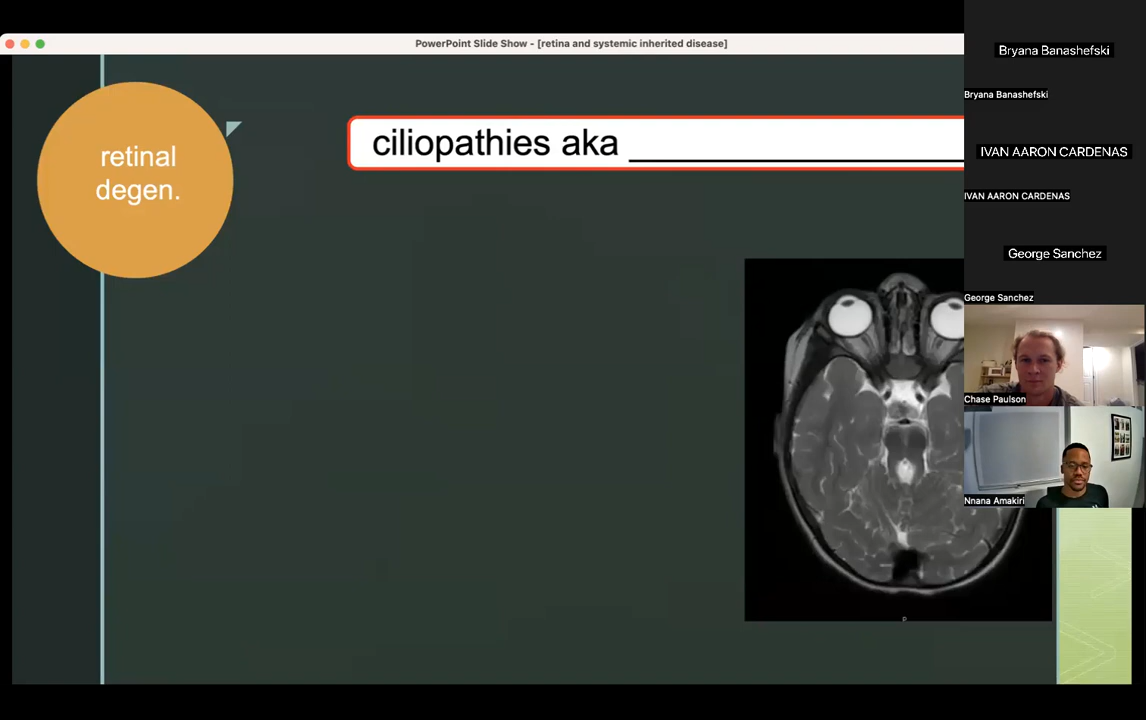 PowerPoint Slide Show - [retina and systemic inherited disease]
retinal
degen.
ciliopathies aka
Bryana Banashefski
Bryana Banashefski
IVAN AARON CARDENAS
IVAN AARON CARDENAS
George Sanchez
George Sanchez
Chase Paulson
Nnana Amakiri
P